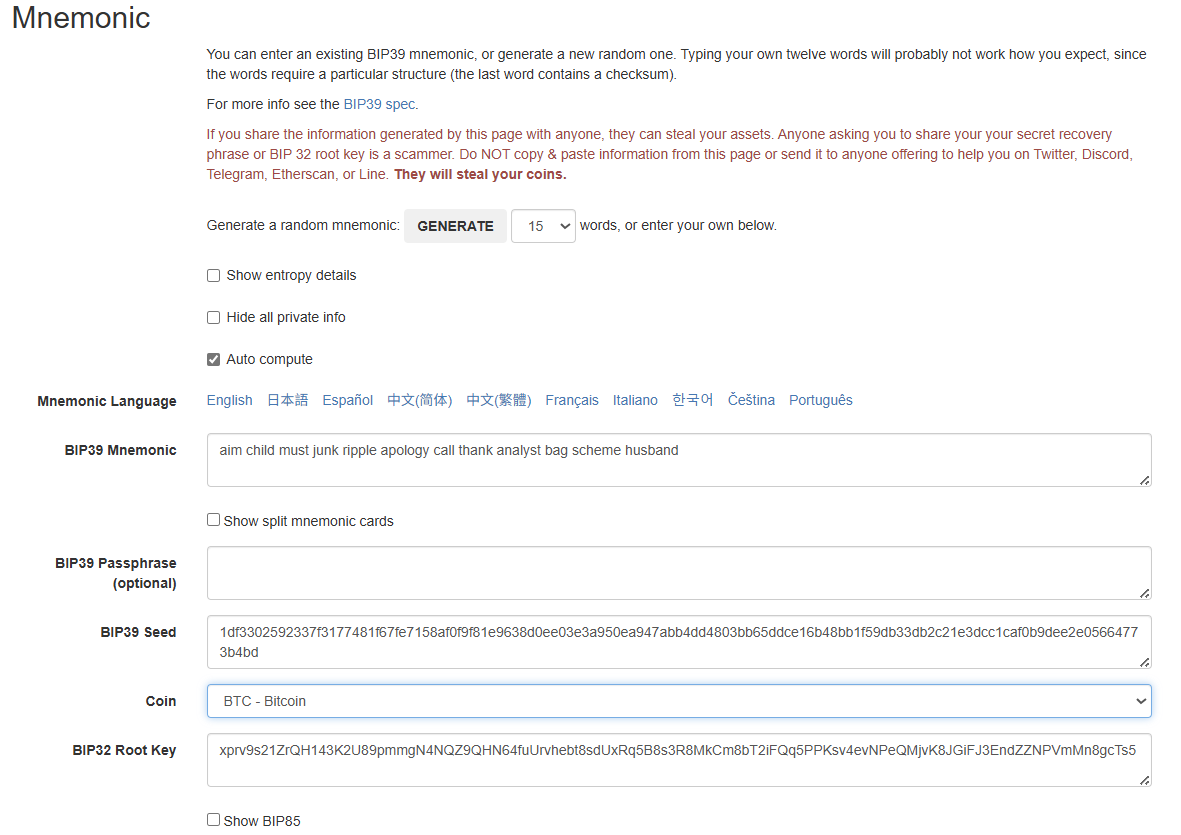 Mnemonic
You can enter an existing BIP39 mnemonic, or generate a new random one. Typing your own twelve words will probably not work how you expect, since
the words require a particular structure (the last word contains a checksum).
For more info see the BIP39 spec.
If you share the information generated by this page with anyone, they can steal your assets. Anyone asking you to share your your secret recovery
phrase or BIP 32 root key is a scammer. Do NOT copy & paste information from this page or send it to anyone offering to help you on Twitter, Discord,
Telegram, Etherscan, or Line. They will steal your coins.
Generate a random mnemonic: GENERATE 15 words, or enter your own below.
Show entropy details
Hide all private info
Auto compute
Mnemonic Language English 日本語 Español 中文(简体) 中文(繁體) Français Italiano 한국어 Čeština Português
BIP39 Mnemonic aim child must junk ripple apology call thank analyst bag scheme husband
Show split mnemonic cards
BIP39 Passphrase
(optional)
BIP39 Seed 1df3302592337f3177481f67fe7158af0f9f81e9638d0ee03e3a950ea947abb4dd4803bb65ddce16b48bb1f59db33db2c21e3dcc1caf0b9dee2e0566477
3b4bd
Coin BTC - Bitcoin
BIP32 Root Key xprv9s21ZrQH143K2U89pmmgN4NQZ9QHN64fuUrvhebt8sdUxRq5B8s3R8MkCm8bT2iFQq5PPKsv4evNPeQMjvK8JGiFJ3EndZZNPVmMn8gcTs5
Show BIP85